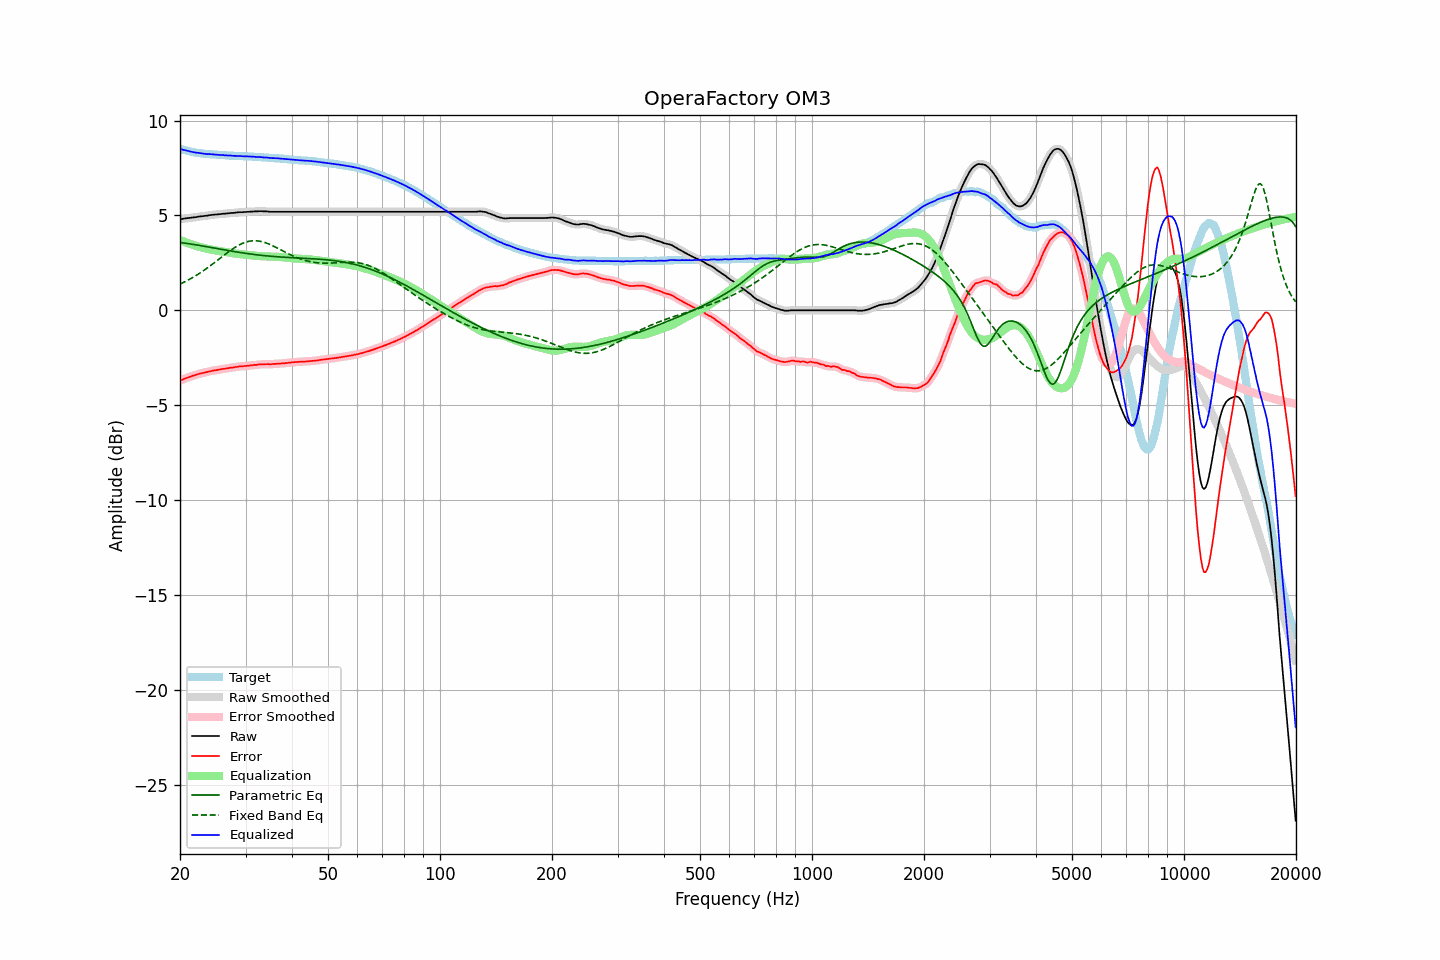 OperaFactory OM3
Amplitude (dBr)
10
5
0
−5
−10
−15
−20
−25
Target
Raw Smoothed
Error Smoothed
Raw
Error
Equalization
Parametric Eq
Fixed Band Eq
Equalized
20 50 100 200 500 1000 2000 5000 10000 20000
Frequency (Hz)